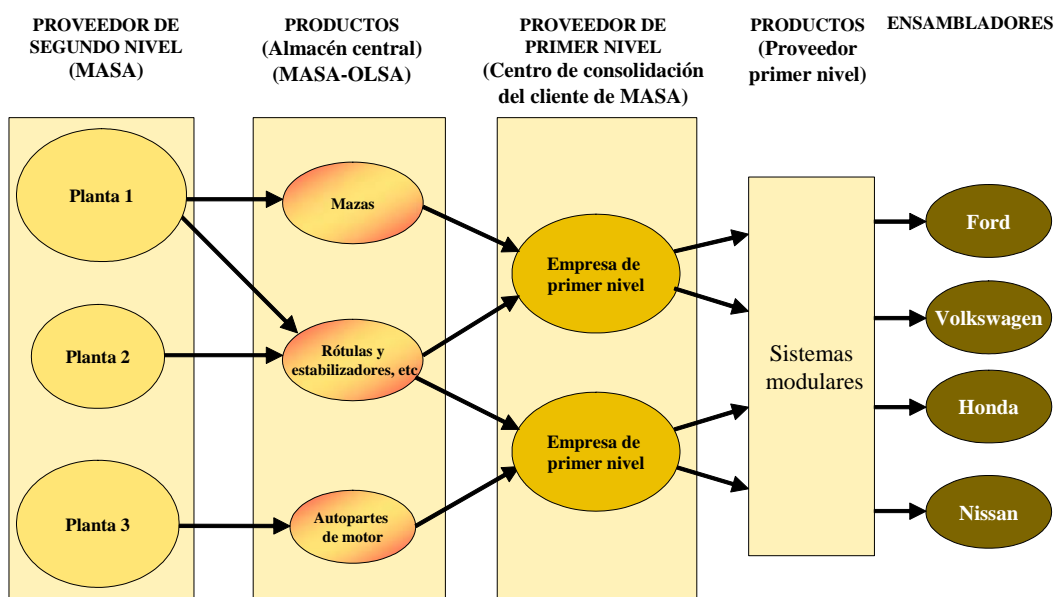 PROVEEDOR DE
SEGUNDO NIVEL
(MASA)
PRODUCTOS
(Almacén central)
(MASA-OLSA)
PROVEEDOR DE
PRIMER NIVEL
(Centro de consolidación
del cliente de MASA)
PRODUCTOS
(Proveedor
primer nivel)
ENSAMBLADORES
Planta 1
Planta 2
Planta 3
Mazas
Rótulas y
estabilizadores, etc
Autopartes
de motor
Empresa de
primer nivel
Empresa de
primer nivel
Sistemas
modulares
Ford
Volkswagen
Honda
Nissan